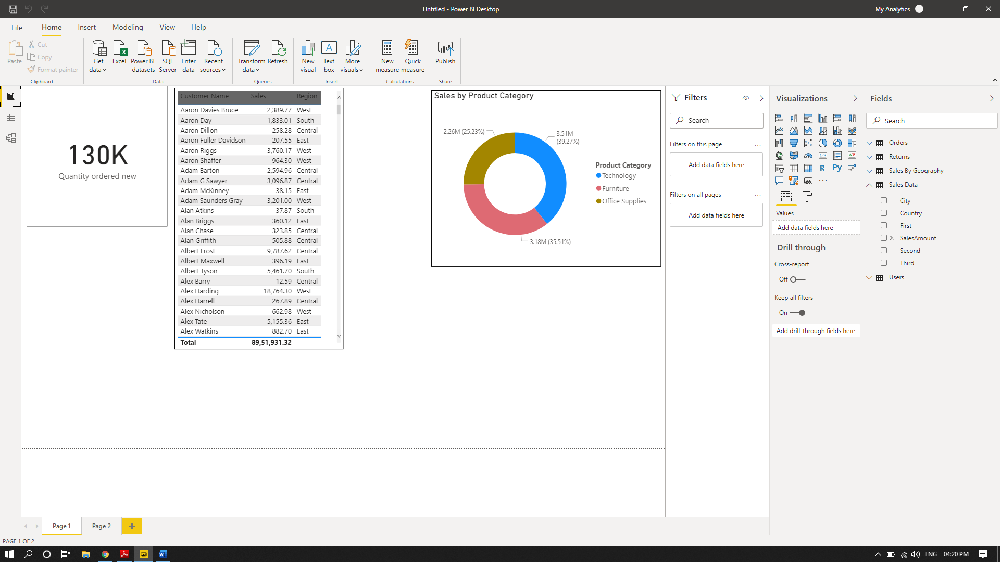 Untitled - Power BI Desktop
My Analytics
File Home Insert Modeling View Help
Paste
Cut
Copy
Format painter
Clipboard
Get data
Excel
Power BI datasets
SQL Server
Enter data
Recent sources
Data
Transform data
Refresh
Queries
New visual
Text box
More visuals
Insert
New measure
Quick measure
Calculations
Publish
Share
130K
Quantity ordered new
Customer Name Sales Region
Aaron Davies Bruce 2,389.77 West
Aaron Day 1,833.01 South
Aaron Dillon 258.28 Central
Aaron Fuller Davidson 207.55 East
Aaron Riggs 3,760.17 West
Aaron Shaffer 964.30 West
Adam Barton 2,594.96 Central
Adam G Sawyer 3,096.87 Central
Adam McKinney 38.15 East
Adam Saunders Gray 3,201.00 West
Alan Atkins 37.87 South
Alan Briggs 360.12 East
Alan Chase 323.85 Central
Alan Griffith 505.88 Central
Albert Frost 9,787.62 Central
Albert Maxwell 396.19 East
Albert Tyson 5,461.70 South
Alex Barry 12.59 Central
Alex Harding 18,764.30 West
Alex Harrell 267.89 Central
Alex Nicholson 662.98 West
Alex Tate 5,155.36 East
Alex Watkins 882.70 East
Total 89,51,931.32
Sales by Product Category
2.26M (25.23%)
3.51M
(39.27%)
3.18M (35.51%)
Product Category
Technology
Furniture
Office Supplies
Filters
Search
Filters on this page ...
Add data fields here
Filters on all pages ...
Add data fields here
Visualizations
R Py
123
...
Values
Add data fields here
Drill through
Cross-report
Off
Keep all filters
On
Add drill-through fields here
Fields
Search
Orders
Returns
Sales By Geography
Sales Data
City
Country
First
Σ SalesAmount
Second
Third
Users
Page 1 Page 2 +
PAGE 1 OF 2
ENG 04:20 PM